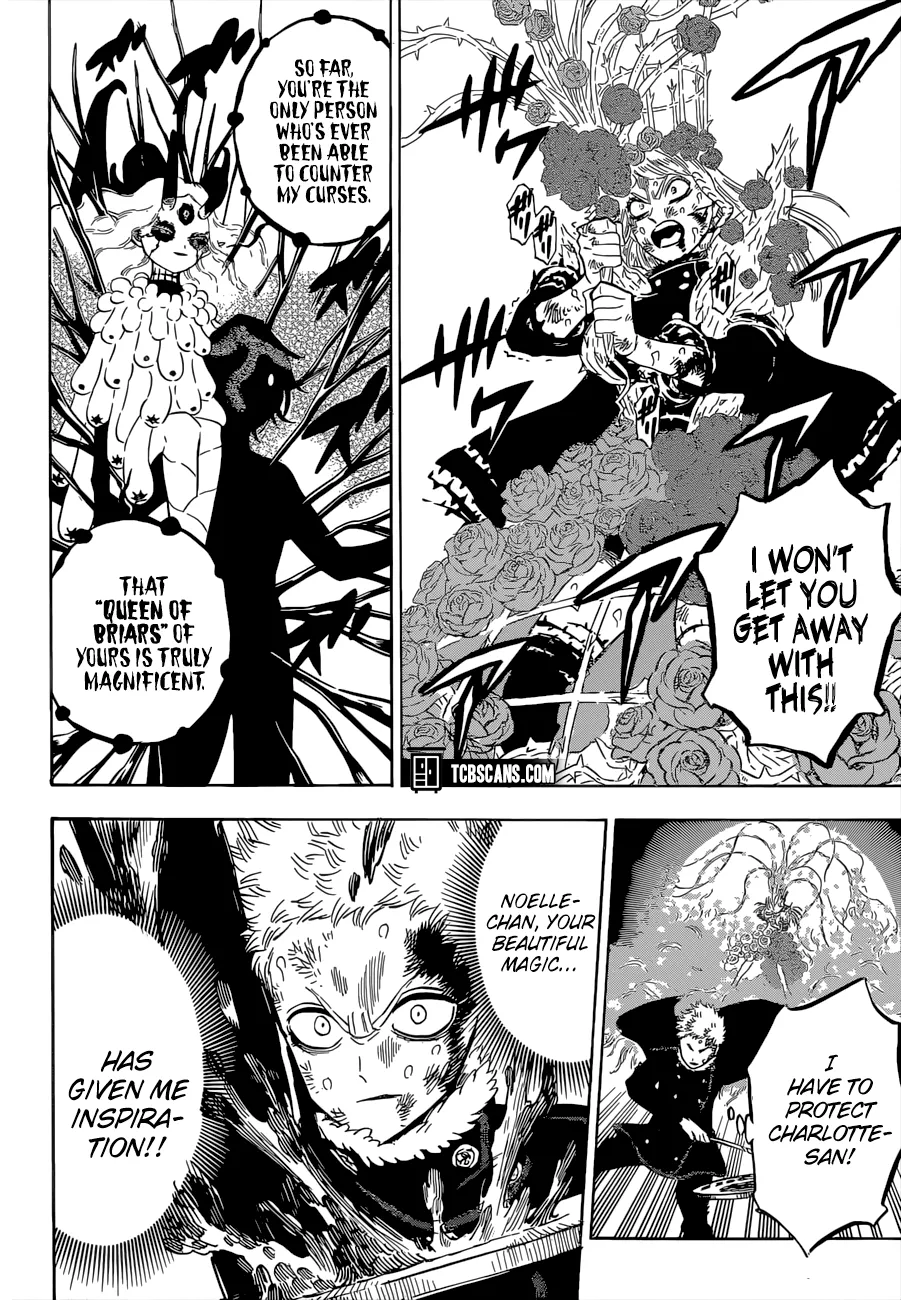 I WON'T
LET YOU
GET AWAY
WITH
THIS!!
SO FAR,
YOU'RE THE
ONLY PERSON
WHO'S EVER
BEEN ABLE
TO COUNTER
MY CURSES.
THAT
"QUEEN OF
BRIARS" OF
YOURS IS TRULY
MAGNIFICENT.
TCBSCANS.COM
I
HAVE TO
PROTECT
CHARLOTTE-
SAN!
NOELLE-
CHAN, YOUR
BEAUTIFUL
MAGIC...
HAS
GIVEN ME
INSPIRA-
TION!!